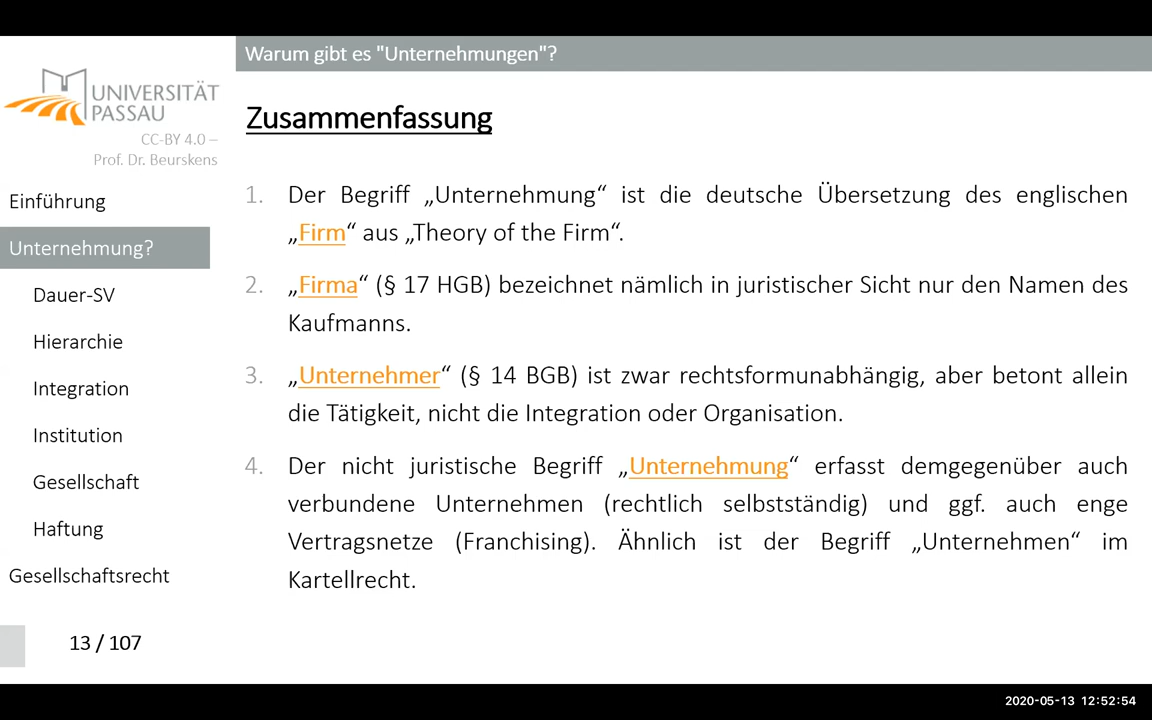 Warum gibt es "Unternehmungen"?
UNIVERSITÄT
PASSAU
CC-BY 4.0 –
Prof. Dr. Beurskens
Einführung
Unternehmung?
Dauer-SV
Hierarchie
Integration
Institution
Gesellschaft
Haftung
Gesellschaftsrecht
13 / 107
Zusammenfassung
1. Der Begriff „Unternehmung“ ist die deutsche Übersetzung des englischen
„Firm“ aus „Theory of the Firm“.
2. „Firma“ (§ 17 HGB) bezeichnet nämlich in juristischer Sicht nur den Namen des
Kaufmanns.
3. „Unternehmer“ (§ 14 BGB) ist zwar rechtsformunabhängig, aber betont allein
die Tätigkeit, nicht die Integration oder Organisation.
4. Der nicht juristische Begriff „Unternehmung“ erfasst demgegenüber auch
verbundene Unternehmen (rechtlich selbstständig) und ggf. auch enge
Vertragsnetze (Franchising). Ähnlich ist der Begriff „Unternehmen“ im
Kartellrecht.
2020-05-13 12:52:54